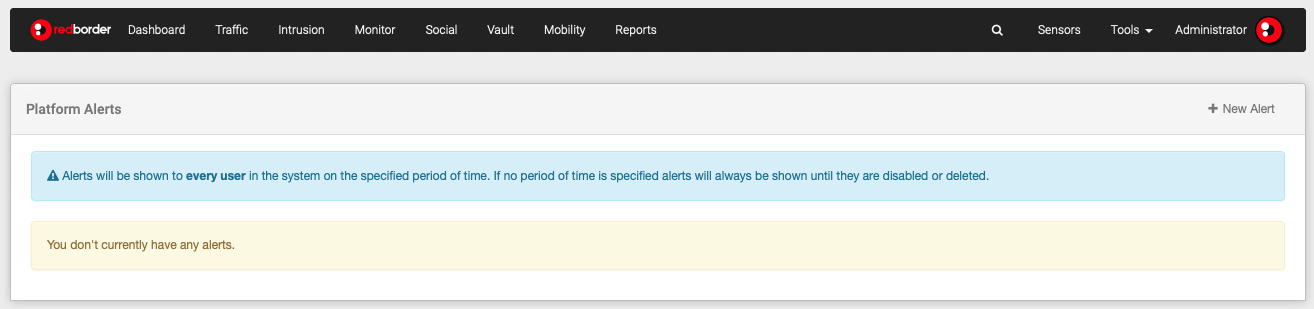 redborder Dashboard Traffic Intrusion Monitor Social Vault Mobility Reports Sensors Tools Administrator
Platform Alerts New Alert
Alerts will be shown to every user in the system on the specified period of time. If no period of time is specified alerts will always be shown until they are disabled or deleted.
You don't currently have any alerts.